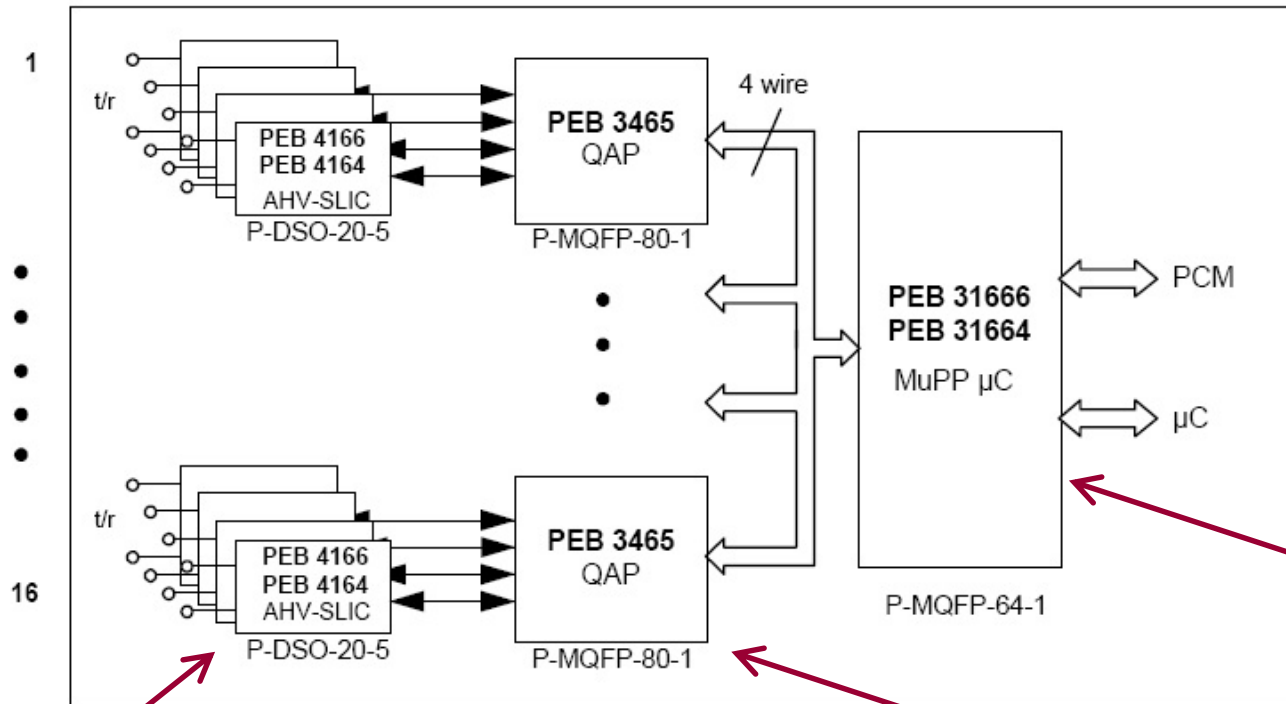 1
t/r
PEB 4166
PEB 4164
AHV-SLIC
P-DSO-20-5
PEB 3465
QAP
P-MQFP-80-1
4 wire
PEB 31666
PEB 31664
MuPP µC
P-MQFP-64-1
PCM
µC
16
t/r
PEB 4166
PEB 4164
AHV-SLIC
P-DSO-20-5
PEB 3465
QAP
P-MQFP-80-1